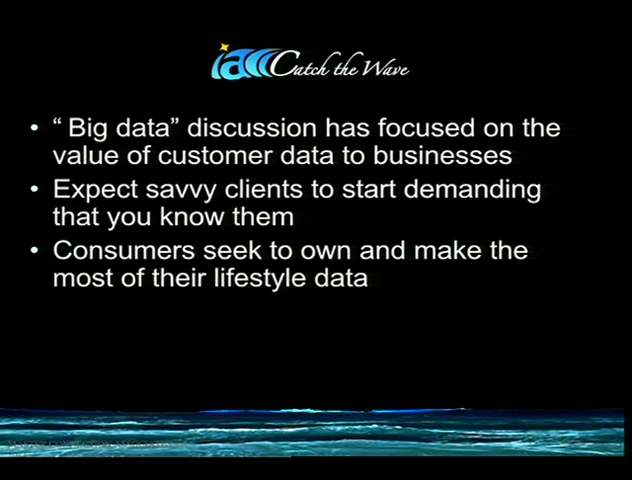 Catch the Wave
• “ Big data” discussion has focused on the
value of customer data to businesses
• Expect savvy clients to start demanding
that you know them
• Consumers seek to own and make the
most of their lifestyle data